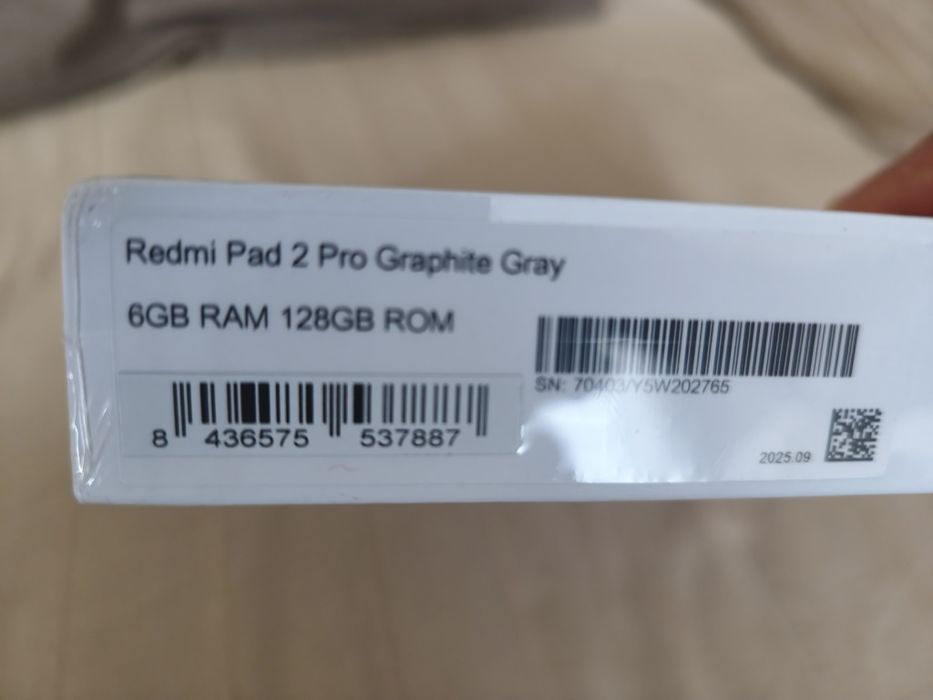 Redmi Pad 2 Pro Graphite Gray
6GB RAM 128GB ROM
8 436575 537887
SN: 70403/Y5W202765
2025.09